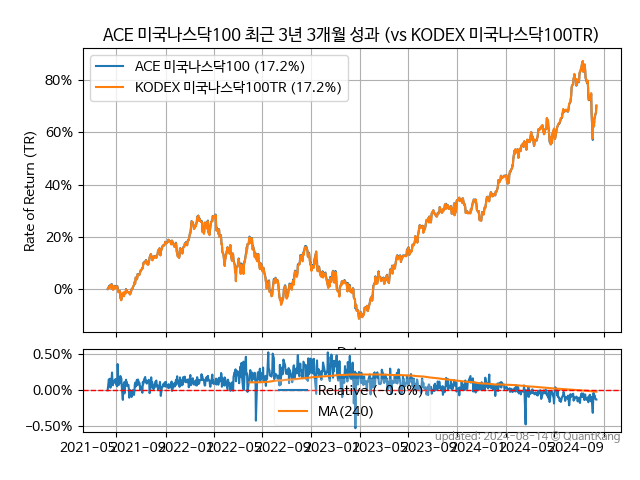 ACE 미국나스닥100 최근 3년 3개월 성과 (vs KODEX 미국나스닥100TR)
ACE 미국나스닥100 (17.2%)
KODEX 미국나스닥100TR (17.2%)
Rate of Return (TR)
80%
60%
40%
20%
0%
0.50%
0.00%
-0.50%
Relative (-0.0%)
MA(240)
updated: 2024-08-14 © QuantKang
2021-05 2021-09 2022-01 2022-05 2022-09 2023-01 2023-05 2023-09 2024-01 2024-05 2024-09